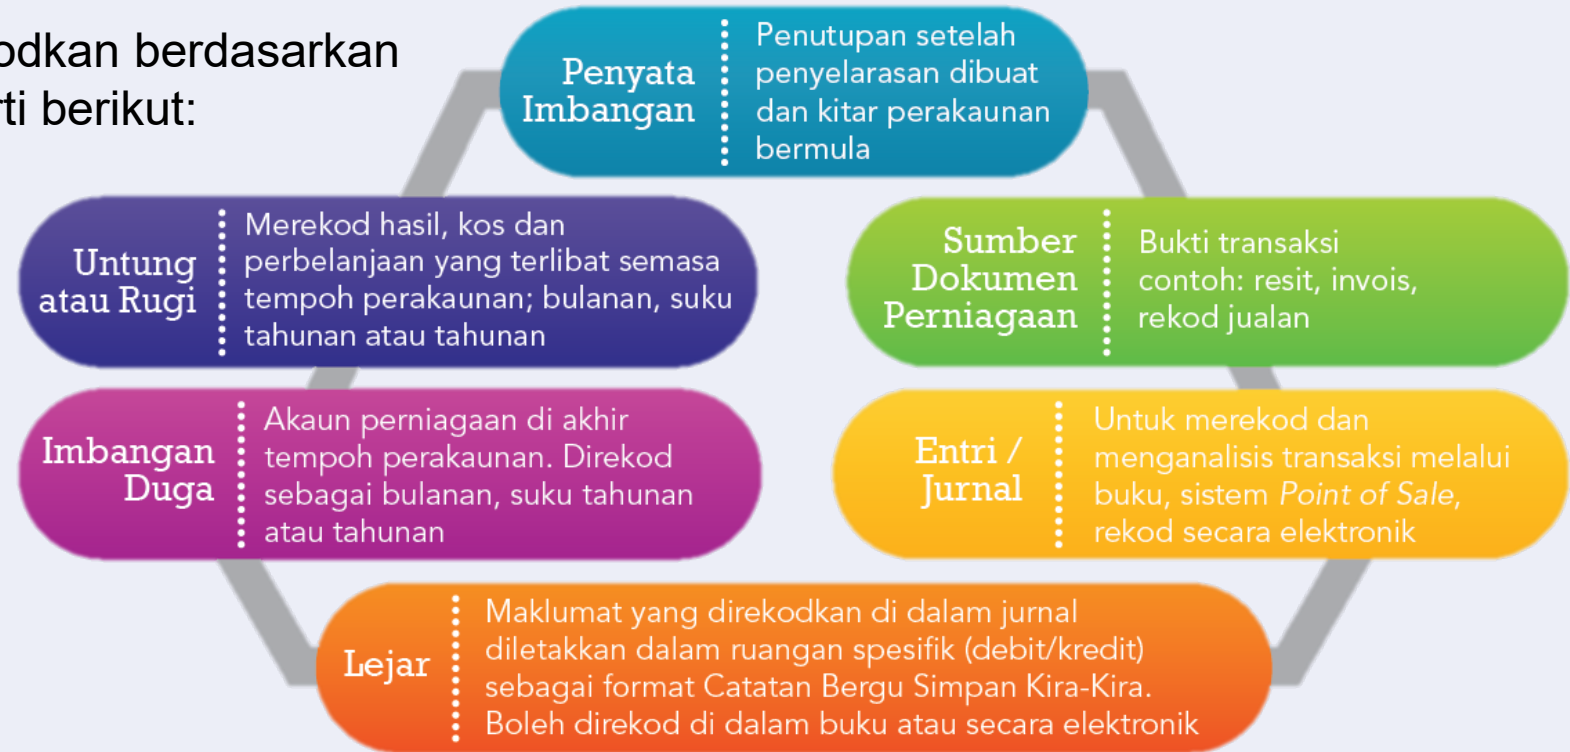 odkan berdasarkan
rti berikut:
Penyata
Imbangan
Penutupan setelah
penyelarasan dibuat
dan kitar perakaunan
bermula
Untung
atau Rugi
Merekod hasil, kos dan
perbelanjaan yang terlibat semasa
tempoh perakaunan; bulanan, suku
tahunan atau tahunan
Sumber
Dokumen
Perniagaan
Bukti transaksi
contoh: resit, invois,
rekod jualan
Imbangan
Duga
Akaun perniagaan di akhir
tempoh perakaunan. Direkod
sebagai bulanan, suku tahunan
atau tahunan
Entri /
Jurnal
Untuk merekod dan
menganalisis transaksi melalui
buku, sistem Point of Sale,
rekod secara elektronik
Lejar
Maklumat yang direkodkan di dalam jurnal
diletakkan dalam ruangan spesifik (debit/kredit)
sebagai format Catatan Bergu Simpan Kira-Kira.
Boleh direkod di dalam buku atau secara elektronik